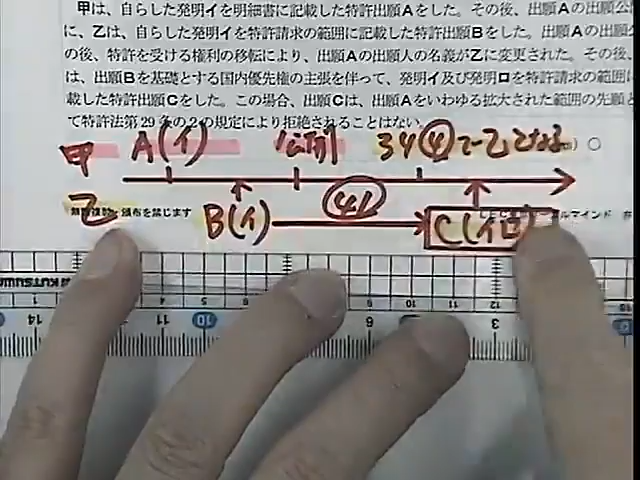 甲は、自らした発明イを明細書に記載した特許出願Aをした。その後、出願Aの出願公
に、乙は、自らした発明イを特許請求の範囲に記載した特許出願Bをした。出願Aの
の後、特許を受ける権利の移転により、出願Aの出願人の名義が乙に変更された。その後、
は、出願Bを基礎とする国内優先権の主張を伴って、発明イ及び発明ロを特許請求の範囲
載した特許出願Cをした。この場合、出願Cは、出願Aをいわゆる拡大された範囲の先願
て特許法第29条の2の規定により拒絶されることはない。
甲 A(イ) 公開 34④で乙となる ○
乙 B(イ) 41 C(イロ)
無断複製・頒布を禁じます